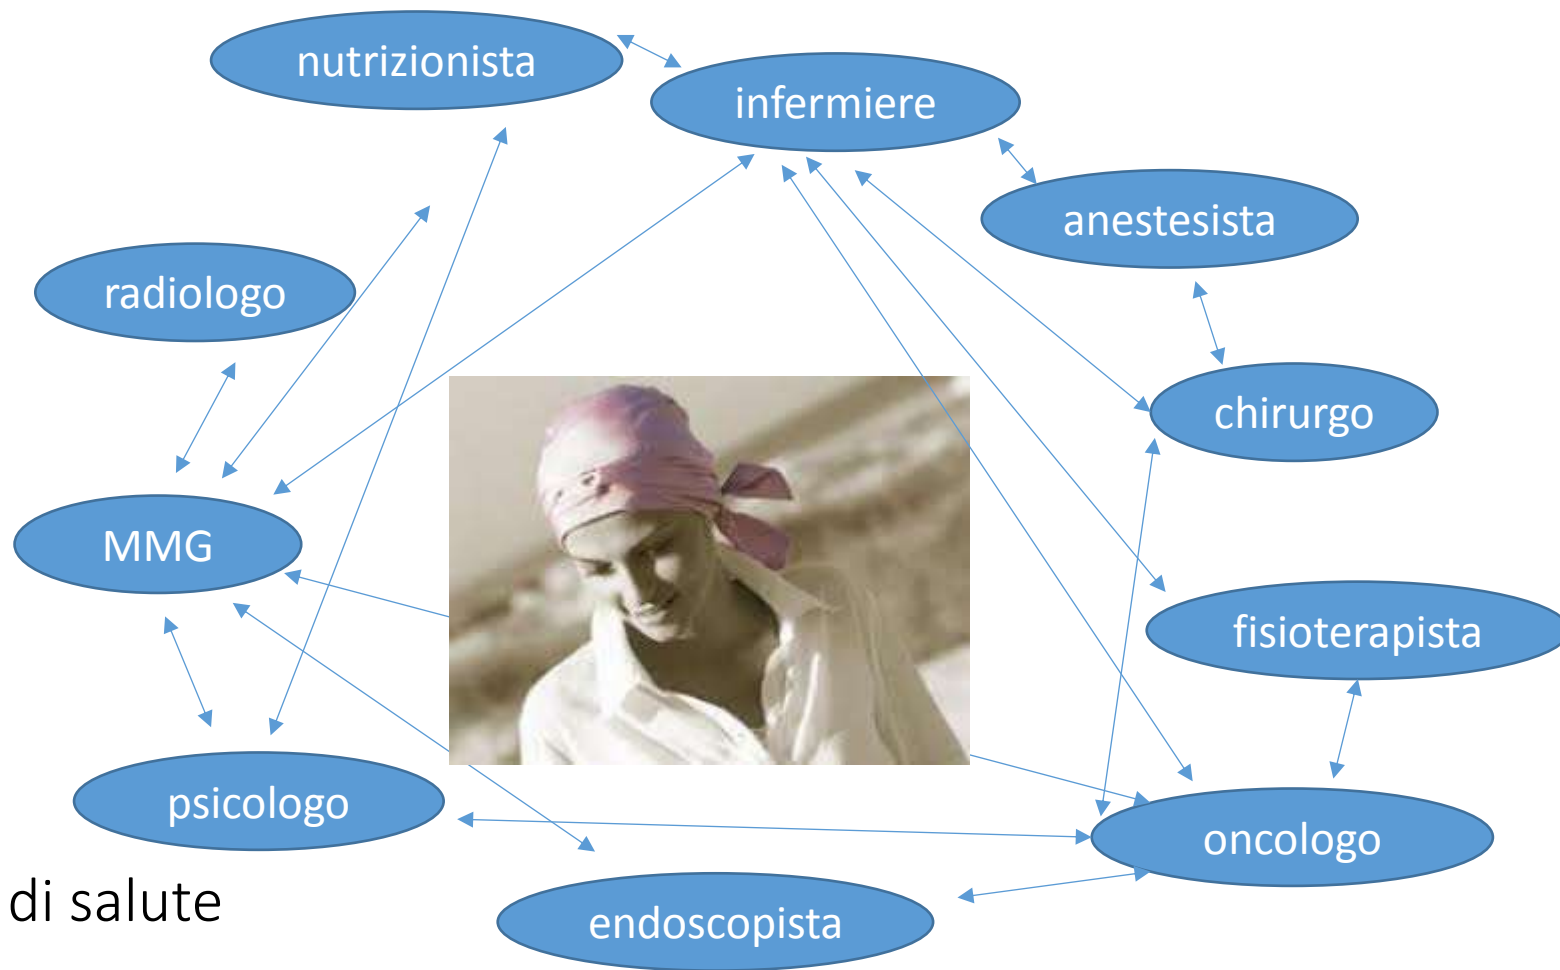 nutrizionista
infermiere
anestesista
radiologo
chirurgo
MMG
fisioterapista
psicologo
oncologo
di salute
endoscopista